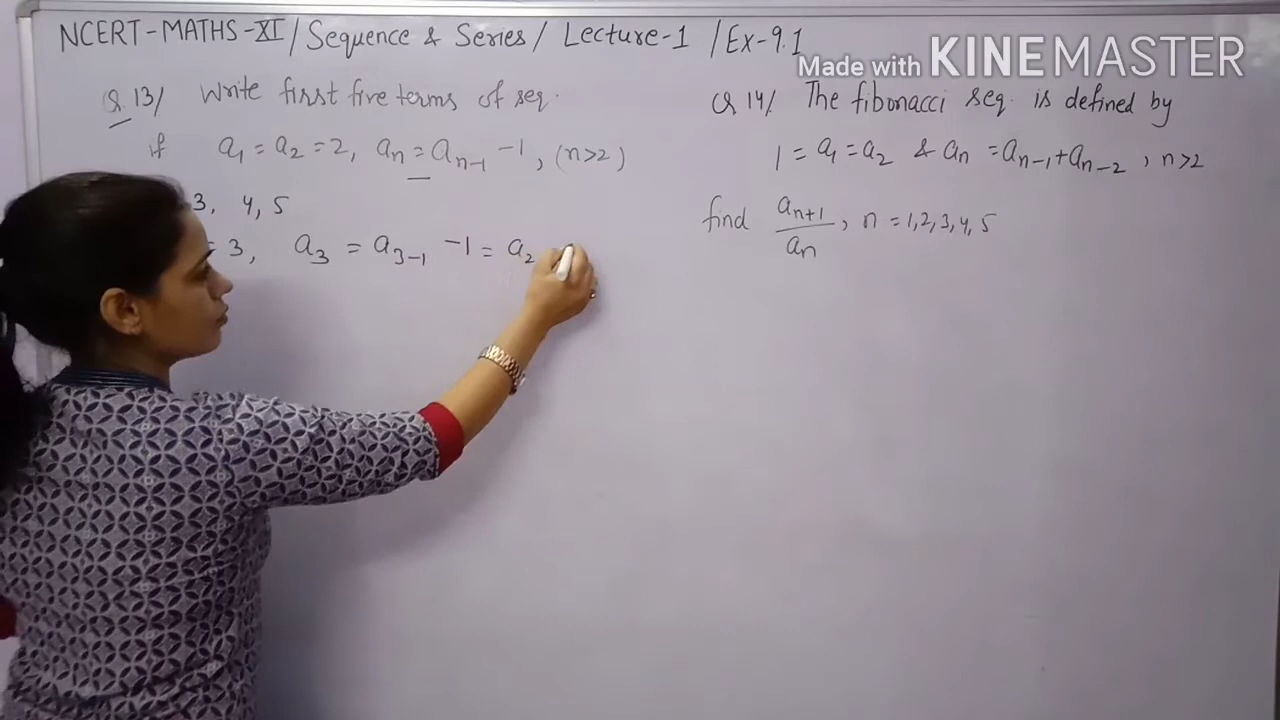 NCERT-MATHS-XI/Sequence & Series/ Lecture-1 /Ex-9.1
Made with KINEMASTER
Q.13/ Write first five terms of seq.
if a₁ = a₂ = 2, aₙ = aₙ₋₁ -1, (n>2)
3, 4, 5
= 3, a₃ = a₃₋₁ -1 = a₂
Q 14/ The fibonacci seq. is defined by
1 = a₁ = a₂ & aₙ = aₙ₋₁ + aₙ₋₂, n>2
find aₙ₊₁/aₙ, n = 1,2,3,4,5